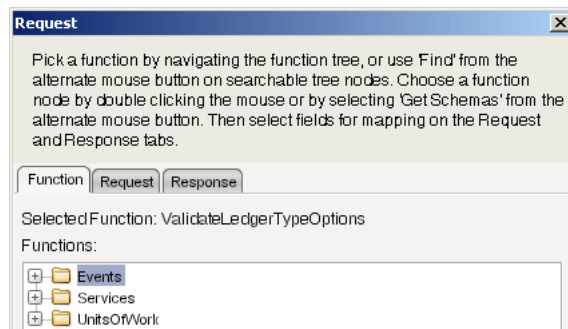 Request
Pick a function by navigating the function tree, or use 'Find' from the
alternate mouse button on searchable tree nodes. Choose a function
node by double clicking the mouse or by selecting 'Get Schemas' from the
alternate mouse button. Then select fields for mapping on the Request
and Response tabs.
Function Request Response
Selected Function: ValidateLedgerTypeOptions
Functions:
Events
Services
UnitsOfWork